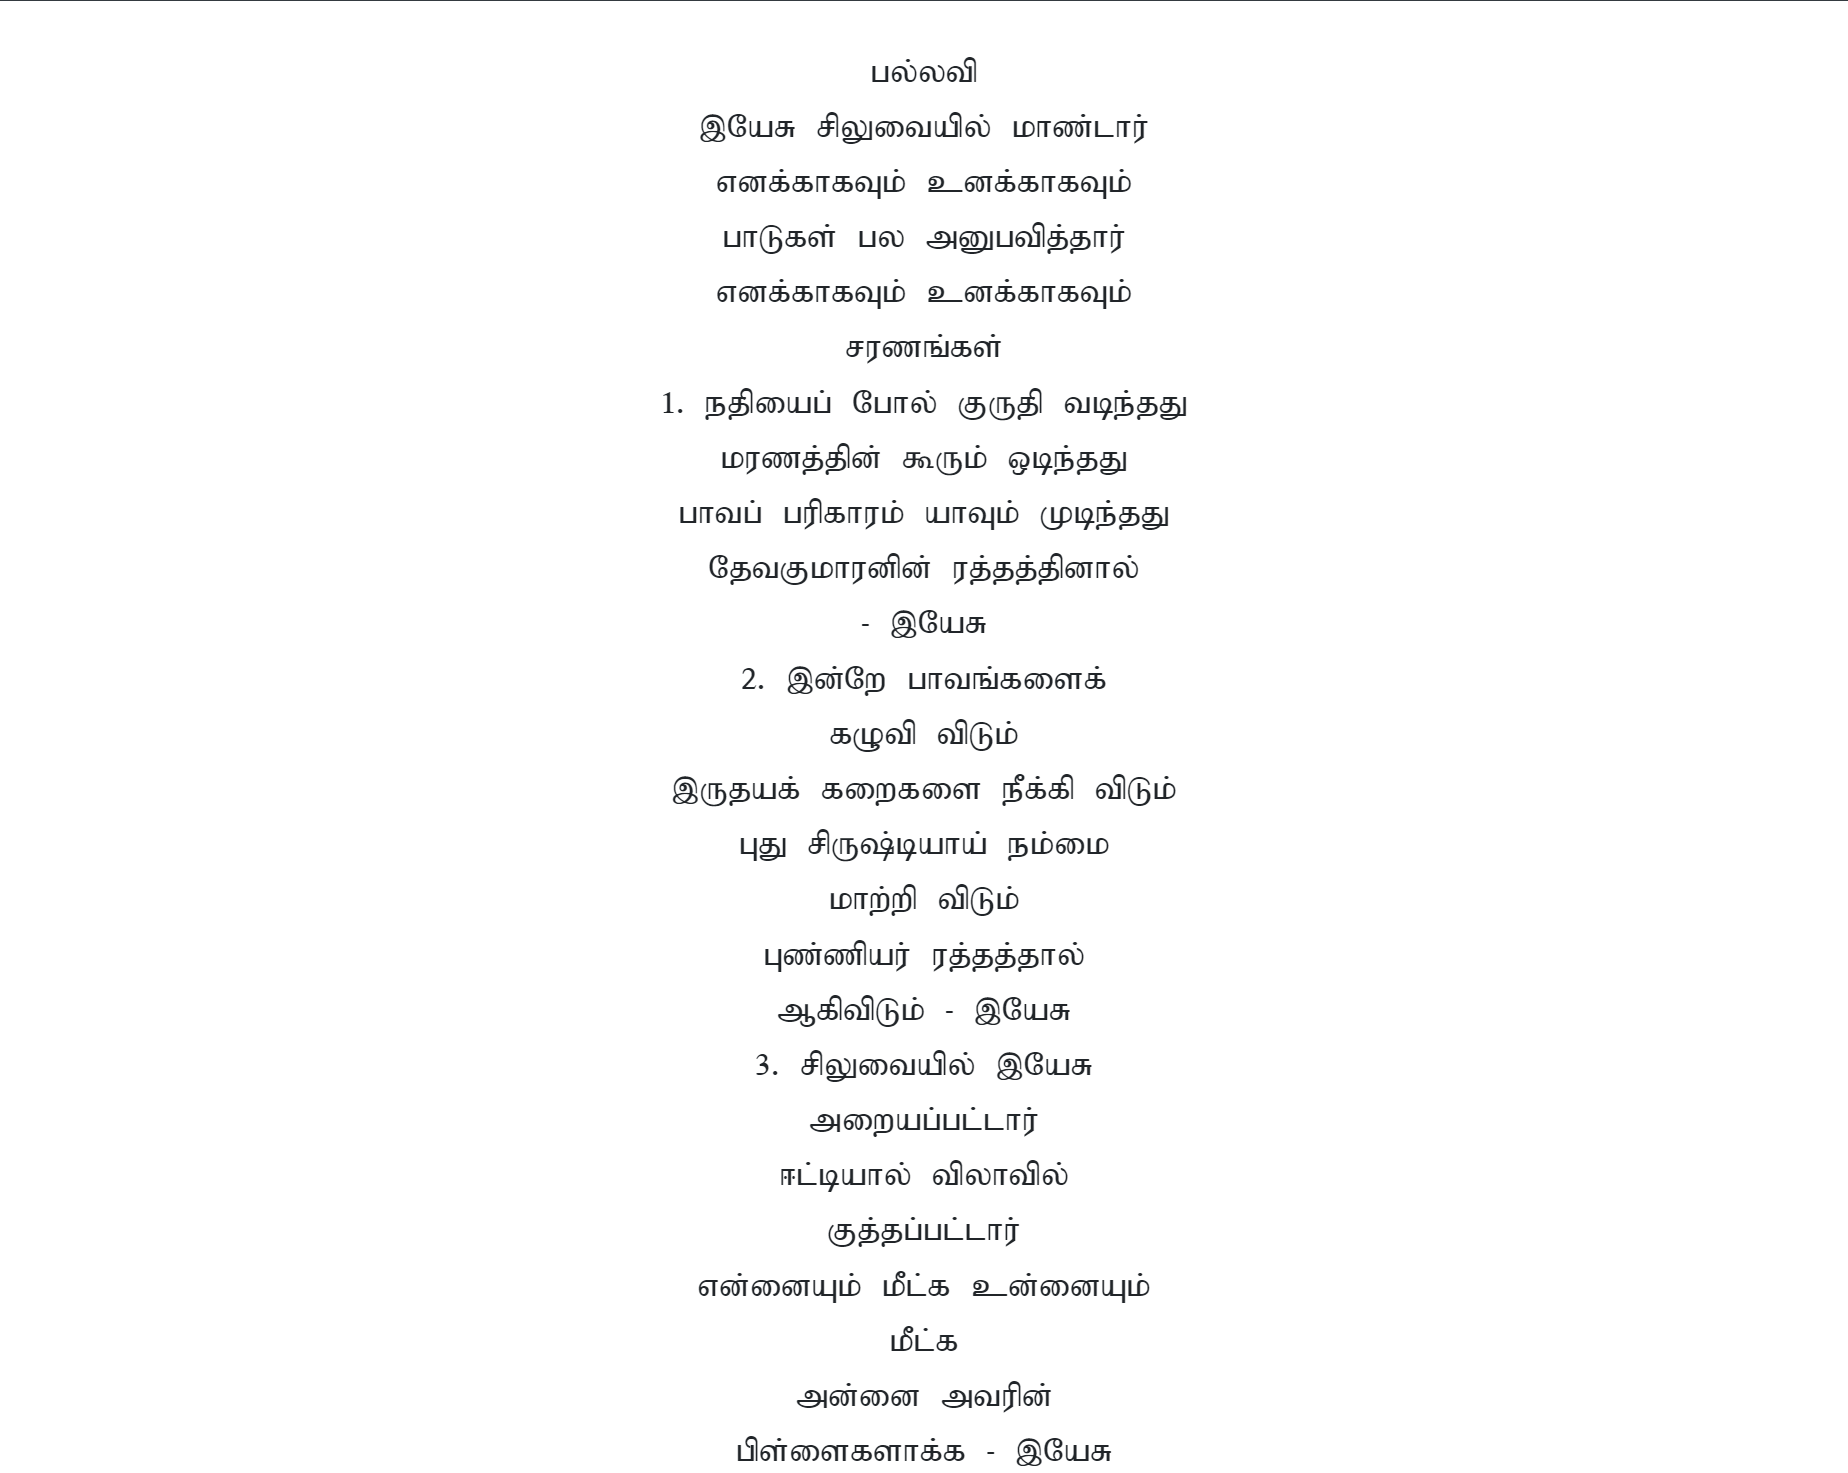 பல்லவி
இயேசு சிலுவையில் மாண்டார்
எனக்காகவும் உனக்காகவும்
பாடுகள் பல அனுபவித்தார்
எனக்காகவும் உனக்காகவும்
சரணங்கள்
1. நதியைப் போல் குருதி வடிந்தது
மரணத்தின் கூரும் ஒடிந்தது
பாவப் பரிகாரம் யாவும் முடிந்தது
தேவகுமாரனின் ரத்தத்தினால்
- இயேசு
2. இன்றே பாவங்களைக்
கழுவி விடும்
இருதயக் கறைகளை நீக்கி விடும்
புது சிருஷ்டியாய் நம்மை
மாற்றி விடும்
புண்ணியர் ரத்தத்தால்
ஆகிவிடும் - இயேசு
3. சிலுவையில் இயேசு
அறையப்பட்டார்
ஈட்டியால் விலாவில்
குத்தப்பட்டார்
என்னையும் மீட்க உன்னையும்
மீட்க
அன்னை அவரின்
பிள்ளைகளாக்க - இயேசு